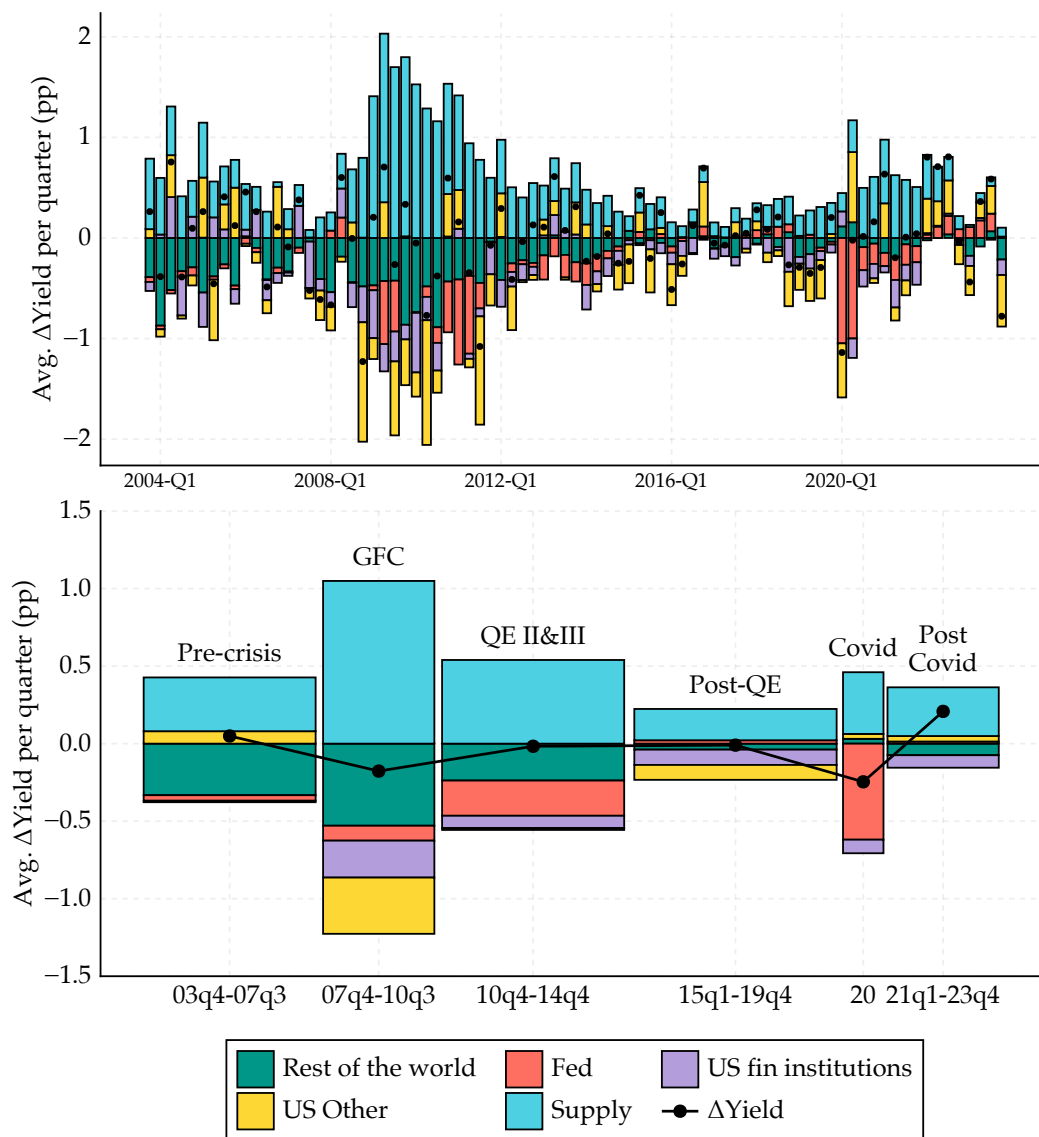 Avg. ΔYield per quarter (pp)
2
1
0
−1
−2
2004-Q1 2008-Q1 2012-Q1 2016-Q1 2020-Q1
Avg. ΔYield per quarter (pp)
1.5
1.0
0.5
0.0
−0.5
−1.0
−1.5
Pre-crisis
GFC
QE II&III
Post-QE
Covid
Post
Covid
03q4-07q3 07q4-10q3 10q4-14q4 15q1-19q4 20 21q1-23q4
Rest of the world Fed US fin institutions
US Other Supply ΔYield